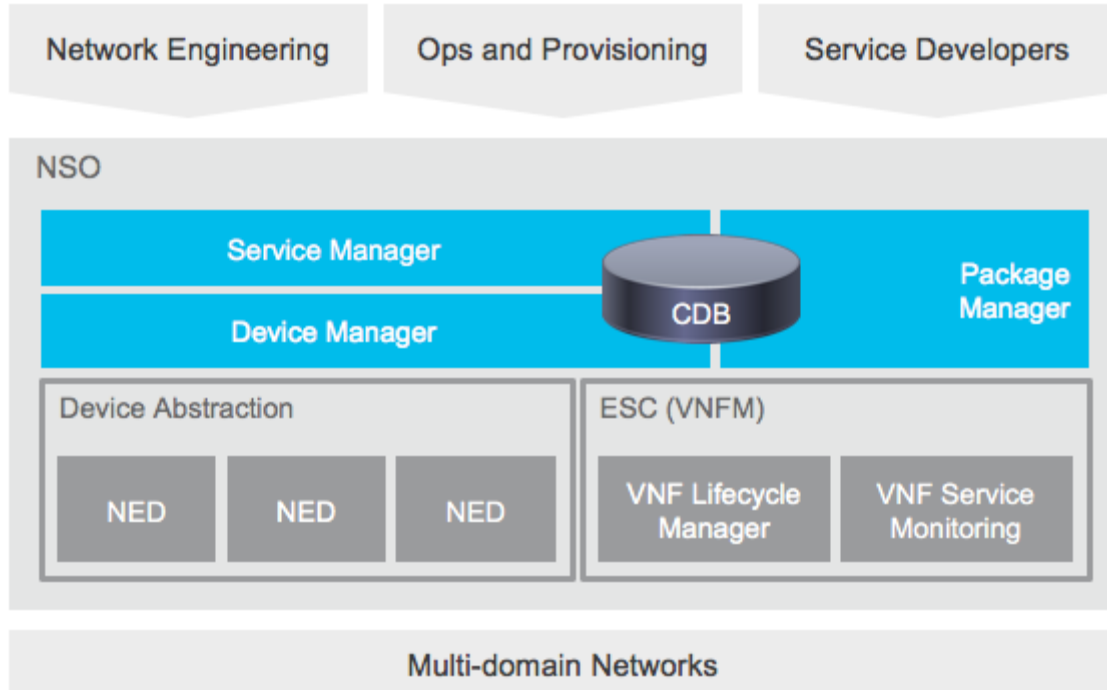 Network Engineering
Ops and Provisioning
Service Developers
NSO
Service Manager
Device Manager
CDB
Package
Manager
Device Abstraction
NED
NED
NED
ESC (VNFM)
VNF Lifecycle
Manager
VNF Service
Monitoring
Multi-domain Networks